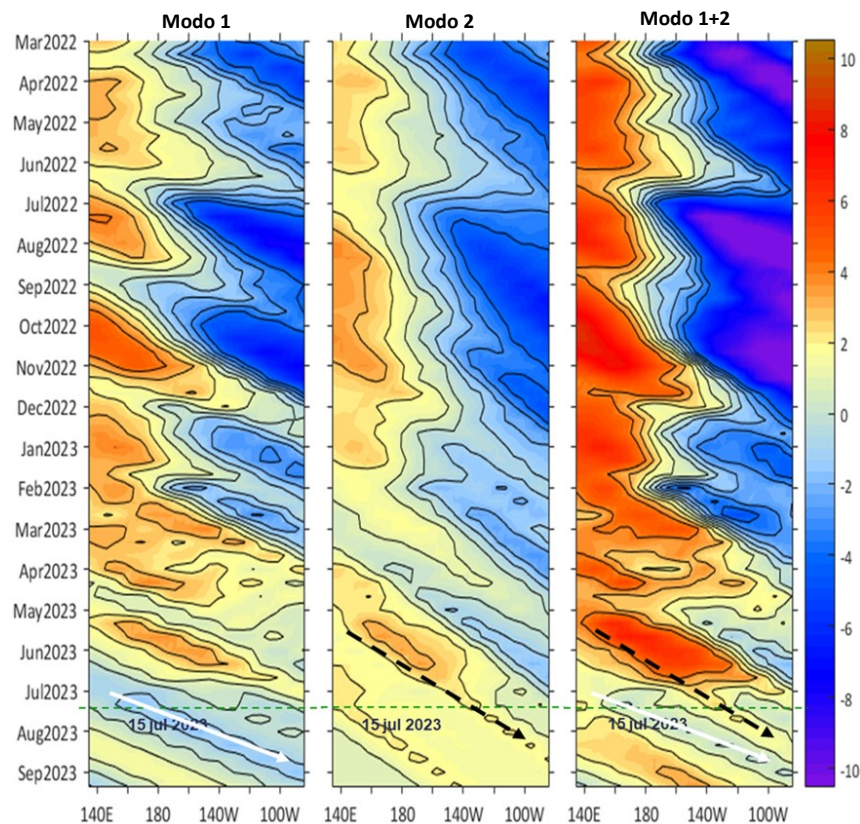 Modo 1 Modo 2 Modo 1+2
Mar2022
Apr2022
May2022
Jun2022
Jul2022
Aug2022
Sep2022
Oct2022
Nov2022
Dec2022
Jan2023
Feb2023
Mar2023
Apr2023
May2023
Jun2023
Jul2023
Aug2023
Sep2023
15 jul 2023 15 jul 2023 15 jul 2023
140E 180 140W 100W 140E 180 140W 100W 140E 180 140W 100W
10
8
6
4
2
0
-2
-4
-6
-8
-10